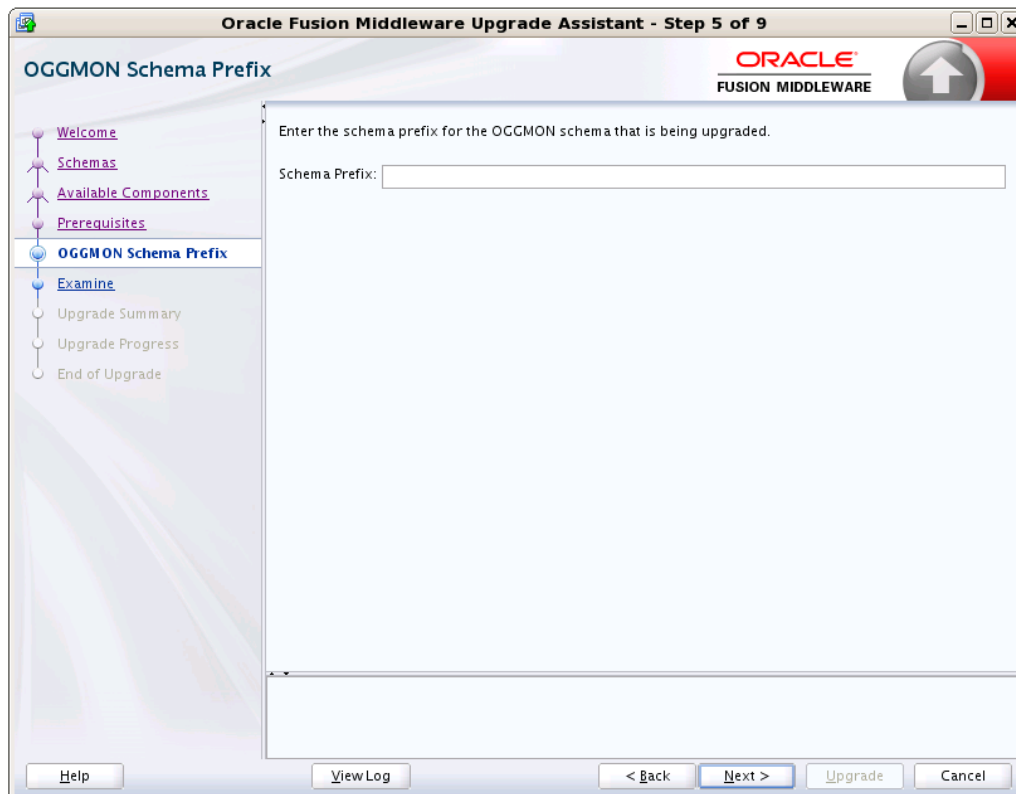 Oracle Fusion Middleware Upgrade Assistant - Step 5 of 9
OGGMON Schema Prefix
ORACLE
FUSION MIDDLEWARE
Welcome
Schemas
Available Components
Prerequisites
OGGMON Schema Prefix
Examine
Upgrade Summary
Upgrade Progress
End of Upgrade
Enter the schema prefix for the OGGMON schema that is being upgraded.
Schema Prefix:
Help
View Log
< Back
Next >
Upgrade
Cancel